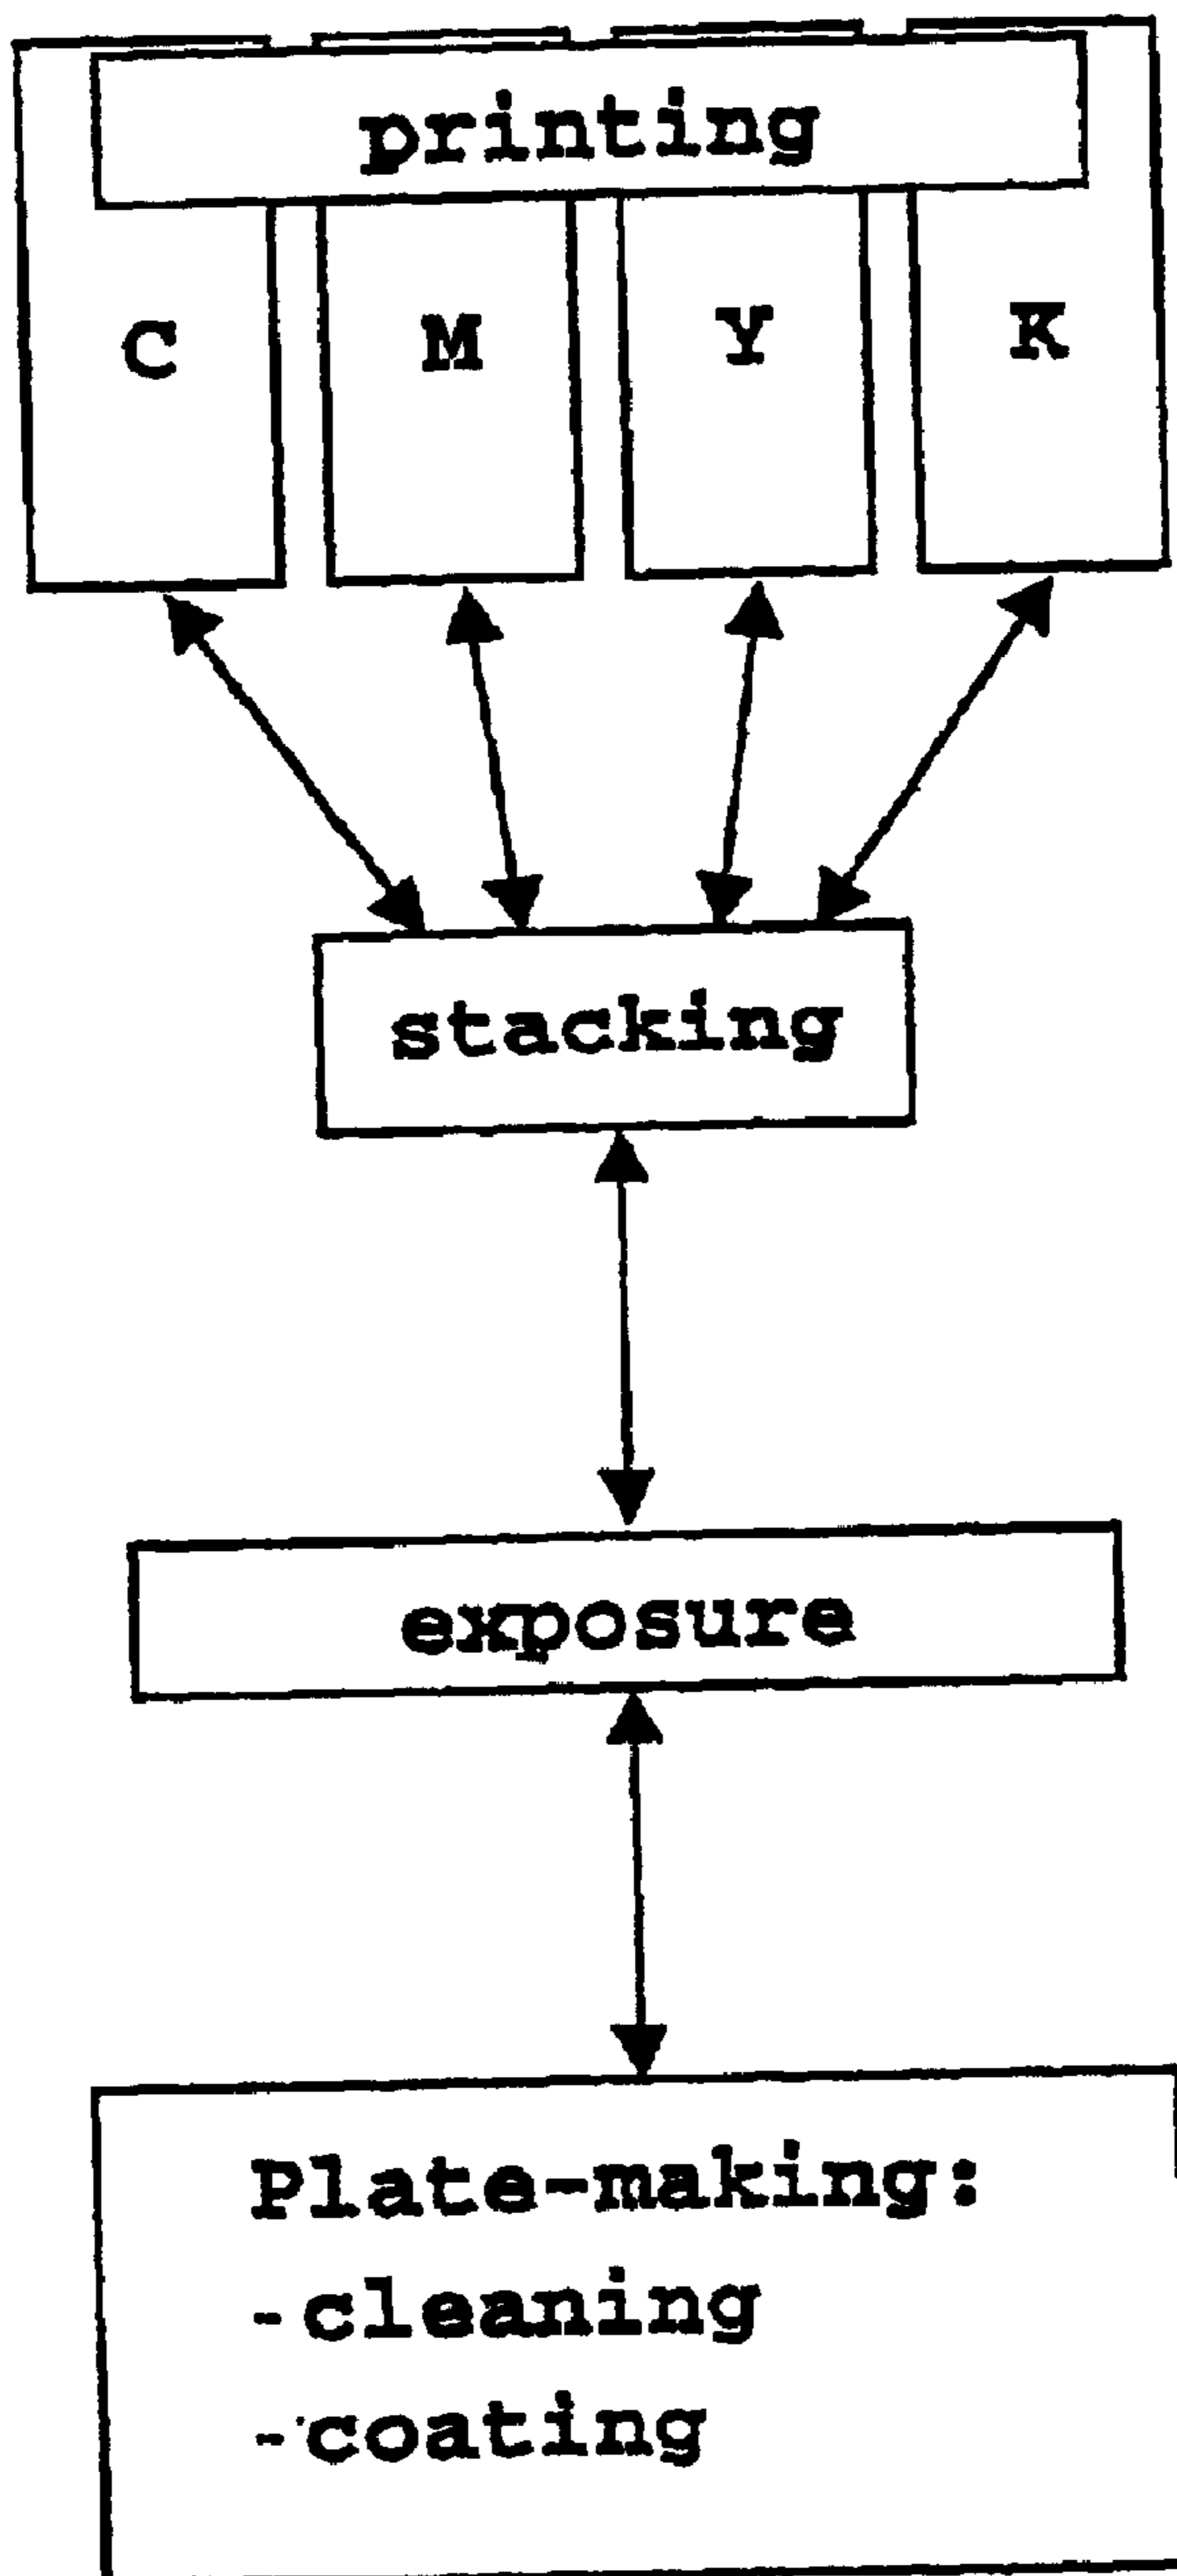 printing
C M Y K
stacking
exposure
Plate-making:
-cleaning
-coating